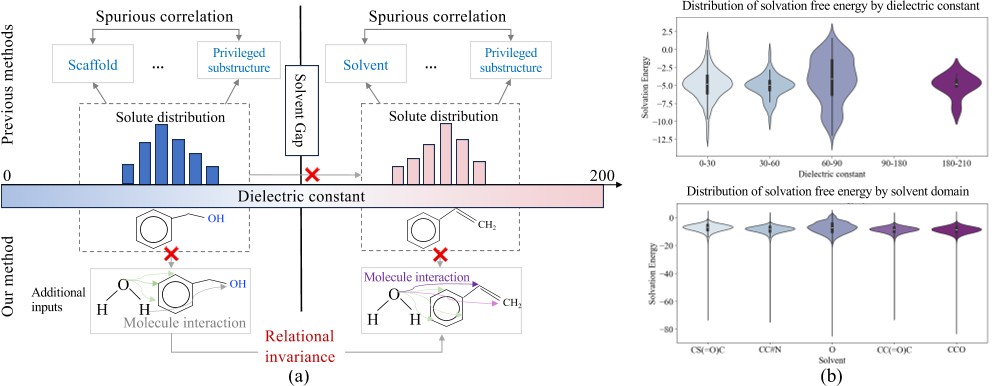 Previous methods
Spurious correlation
Scaffold
...
Privileged
substructure
Solute distribution
Solvent Gap
Spurious correlation
Solvent
...
Privileged
substructure
Solute distribution
0
Dielectric constant
200
Our method
OH
CH2
Additional
inputs
O
H
H
OH
Molecule interaction
Molecule interaction
O
H
H
CH2
Relational
invariance
(a)
Distribution of solvation free energy by dielectric constant
Solvation Energy
2.5
0.0
−2.5
−5.0
−7.5
−10.0
−12.5
0-30
30-60
60-90
90-180
180-210
Dielectric constant
Distribution of solvation free energy by solvent domain
Solvation Energy
0
−20
−40
−60
−80
CS(=O)C
CC#N
O
CC(=O)C
CCO
Solvent
(b)